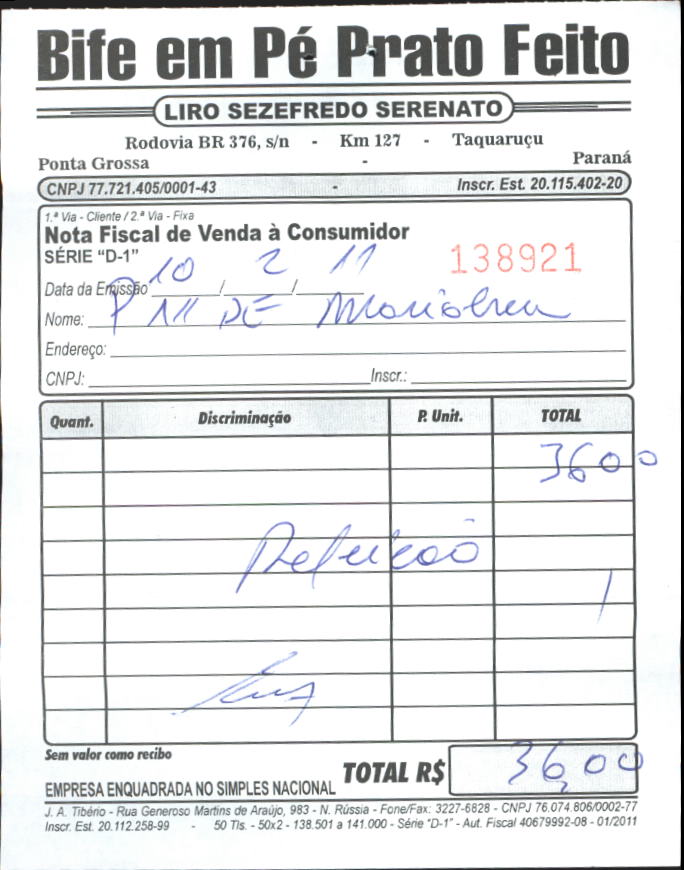 Bife em Pé Prato Feito
LIRO SEZEFREDO SERENATO
Rodovia BR 376, s/n - Km 127 - Taquaruçu
Ponta Grossa - Paraná
CNPJ 77.721.405/0001-43 - Inscr. Est. 20.115.402-20
1.ª Via - Cliente / 2.ª Via - Fixa
Nota Fiscal de Venda à Consumidor
SÉRIE "D-1" 138921
Data da Emissão 10 / 2 / 11
Nome: DE
Endereço:
CNPJ: Inscr.:
Quant. Discriminação P. Unit. TOTAL
3600
Refeição
Sem valor como recibo
TOTAL R$ 36,00
EMPRESA ENQUADRADA NO SIMPLES NACIONAL
J. A. Tibério - Rua Generoso Martins de Araújo, 983 - N. Rússia - Fone/Fax: 3227-6828 - CNPJ 76.074.806/0002-77
Inscr. Est. 20.112.258-99 - 50 Tls. - 50x2 - 138.501 a 141.000 - Série "D-1" - Aut. Fiscal 40679992-08 - 01/2011